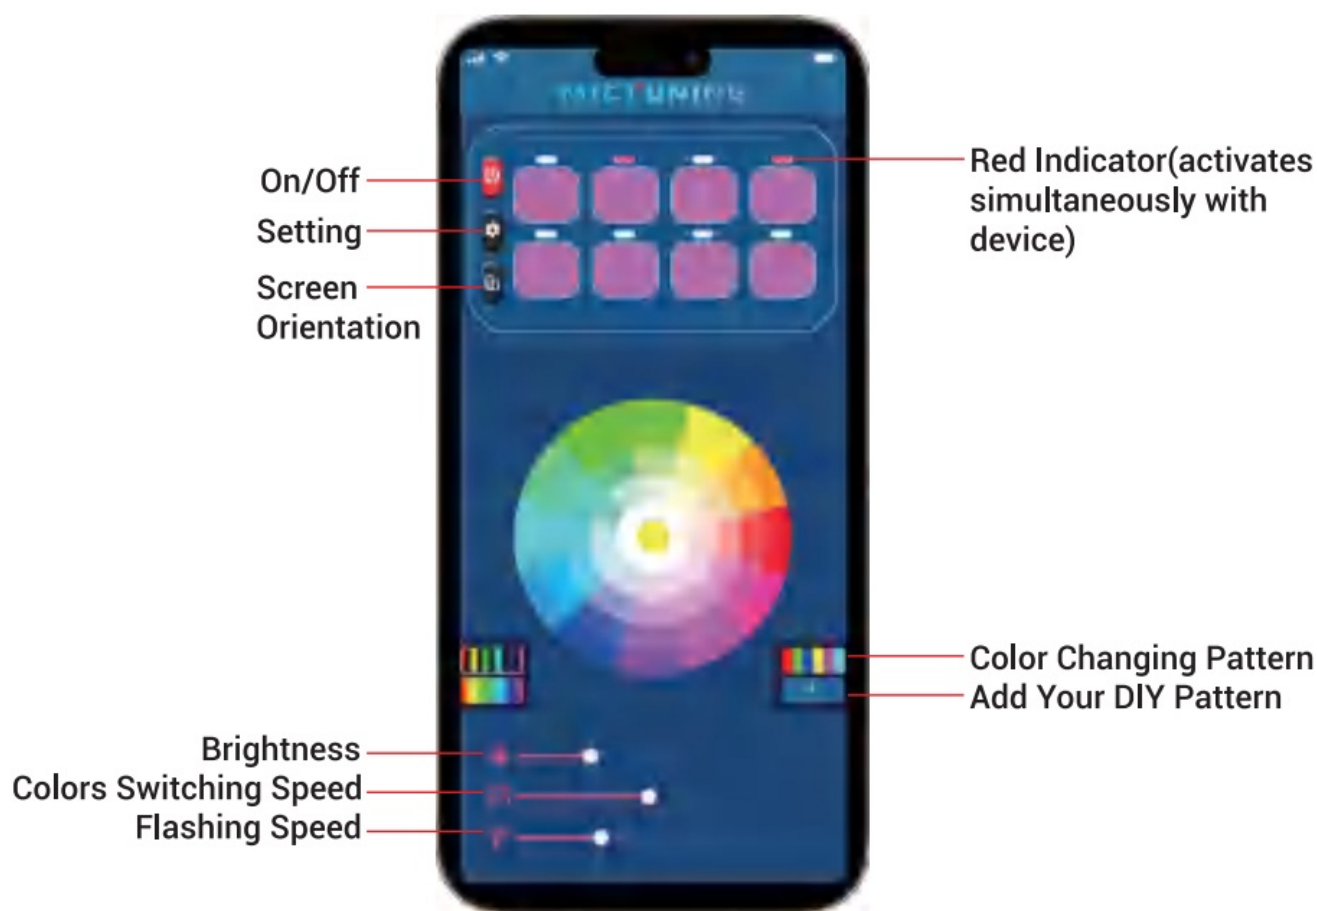 MICTUNING
On/Off
Setting
Screen
Orientation
Red Indicator(activates
simultaneously with
device)
Color Changing Pattern
Add Your DIY Pattern
Brightness
Colors Switching Speed
Flashing Speed